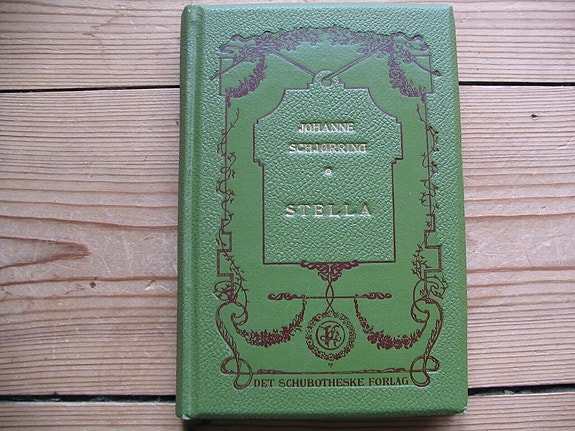 JOHANNE
SCHJØRRING
STELLA
DET SCHUBOTHESKE FORLAG